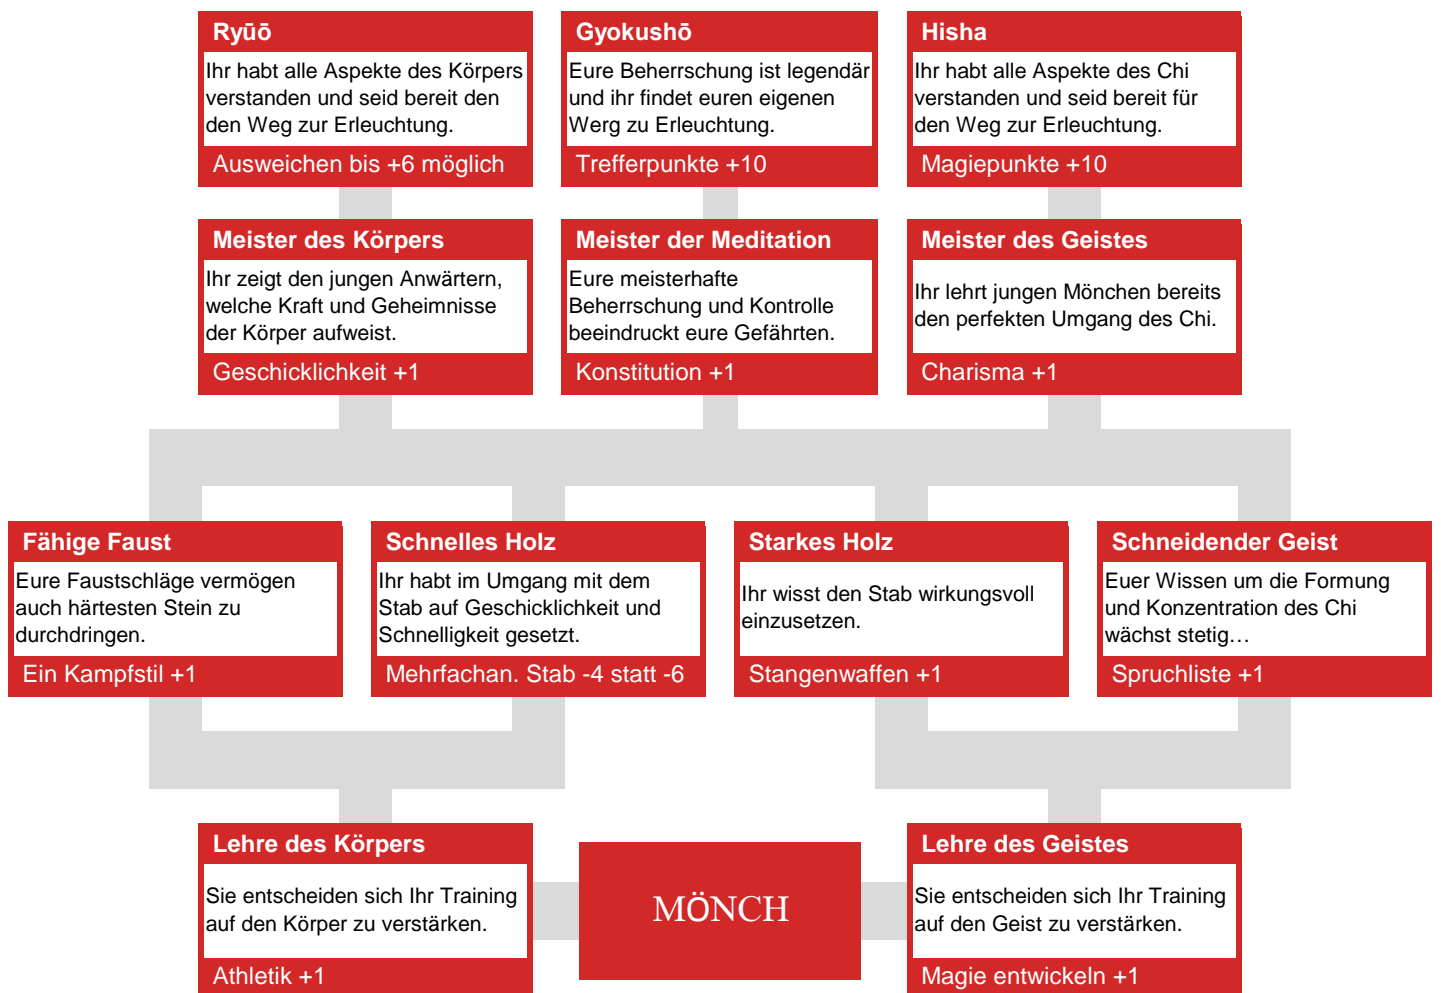 Ryūō
Ihr habt alle Aspekte des Körpers
verstanden und seid bereit den
den Weg zur Erleuchtung.
Ausweichen bis +6 möglich
Gyokushō
Eure Beherrschung ist legendär
und ihr findet euren eigenen
Werg zu Erleuchtung.
Trefferpunkte +10
Hisha
Ihr habt alle Aspekte des Chi
verstanden und seid bereit für
den Weg zur Erleuchtung.
Magiepunkte +10
Meister des Körpers
Ihr zeigt den jungen Anwärtern,
welche Kraft und Geheimnisse
der Körper aufweist.
Geschicklichkeit +1
Meister der Meditation
Eure meisterhafte
Beherrschung und Kontrolle
beeindruckt eure Gefährten.
Konstitution +1
Meister des Geistes
Ihr lehrt jungen Mönchen bereits
den perfekten Umgang des Chi.
Charisma +1
Fähige Faust
Eure Faustschläge vermögen
auch härtesten Stein zu
durchdringen.
Ein Kampfstil +1
Schnelles Holz
Ihr habt im Umgang mit dem
Stab auf Geschicklichkeit und
Schnelligkeit gesetzt.
Mehrfachan. Stab -4 statt -6
Starkes Holz
Ihr wisst den Stab wirkungsvoll
einzusetzen.
Stangenwaffen +1
Schneidender Geist
Euer Wissen um die Formung
und Konzentration des Chi
wächst stetig…
Spruchliste +1
Lehre des Körpers
Sie entscheiden sich Ihr Training
auf den Körper zu verstärken.
Athletik +1
MÖNCH
Lehre des Geistes
Sie entscheiden sich Ihr Training
auf den Geist zu verstärken.
Magie entwickeln +1